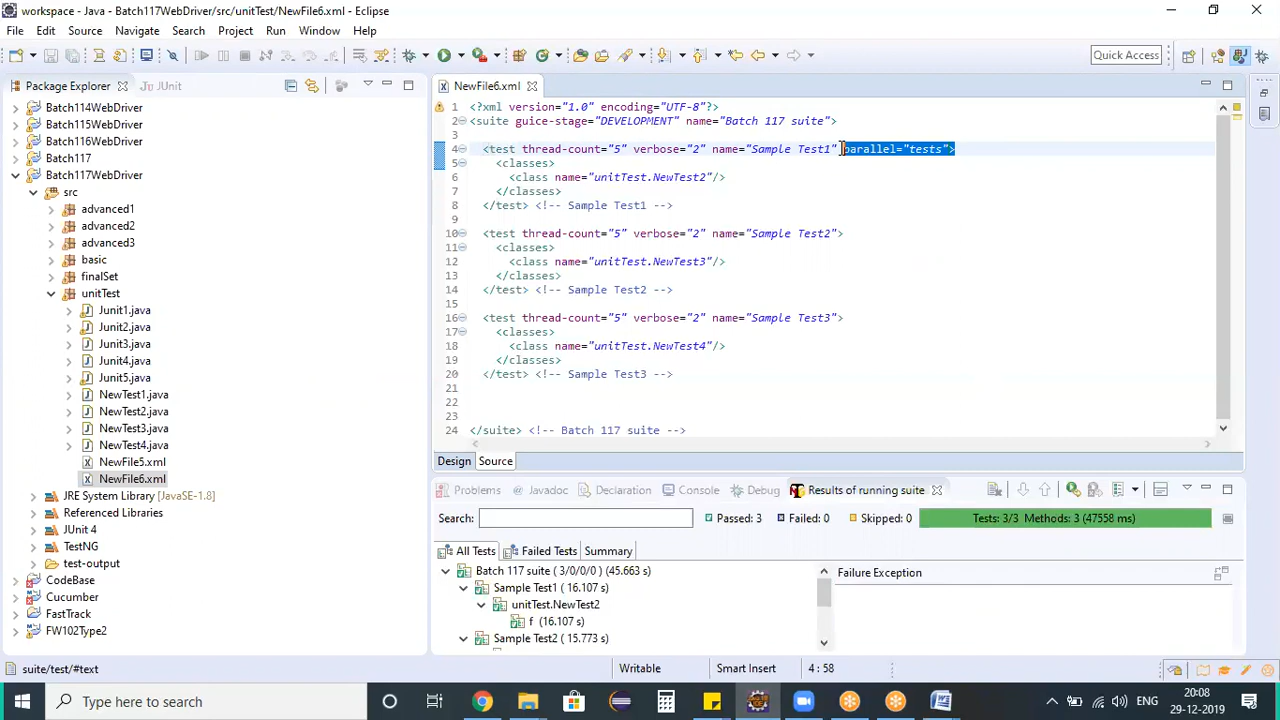 workspace - Java - Batch117WebDriver/src/unitTest/NewFile6.xml - Eclipse
File Edit Source Navigate Search Project Run Window Help
Quick Access
Package Explorer
JUnit
Batch114WebDriver
Batch115WebDriver
Batch116WebDriver
Batch117
Batch117WebDriver
src
advanced1
advanced2
advanced3
basic
finalSet
unitTest
Junit1.java
Junit2.java
Junit3.java
Junit4.java
Junit5.java
NewTest1.java
NewTest2.java
NewTest3.java
NewTest4.java
NewFile5.xml
NewFile6.xml
JRE System Library [JavaSE-1.8]
Referenced Libraries
JUnit 4
TestNG
test-output
CodeBase
Cucumber
FastTrack
FW102Type2
NewFile6.xml
1 <?xml version="1.0" encoding="UTF-8"?>
2 <suite guice-stage="DEVELOPMENT" name="Batch 117 suite">
3
4 <test thread-count="5" verbose="2" name="Sample Test1" parallel="tests">
5 <classes>
6 <class name="unitTest.NewTest2"/>
7 </classes>
8 </test> <!-- Sample Test1 -->
9
10 <test thread-count="5" verbose="2" name="Sample Test2">
11 <classes>
12 <class name="unitTest.NewTest3"/>
13 </classes>
14 </test> <!-- Sample Test2 -->
15
16 <test thread-count="5" verbose="2" name="Sample Test3">
17 <classes>
18 <class name="unitTest.NewTest4"/>
19 </classes>
20 </test> <!-- Sample Test3 -->
21
22
23
24 </suite> <!-- Batch 117 suite -->
Design Source
Problems Javadoc Declaration Console Debug Results of running suite
Search: Passed: 3 Failed: 0 Skipped: 0 Tests: 3/3 Methods: 3 (47558 ms)
All Tests Failed Tests Summary
Failure Exception
Batch 117 suite ( 3/0/0/0 ) (45.663 s)
Sample Test1 ( 16.107 s)
unitTest.NewTest2
f (16.107 s)
Sample Test2 ( 15.773 s)
suite/test/#text
Writable Smart Insert 4 : 58
Type here to search
ENG
20:08
29-12-2019